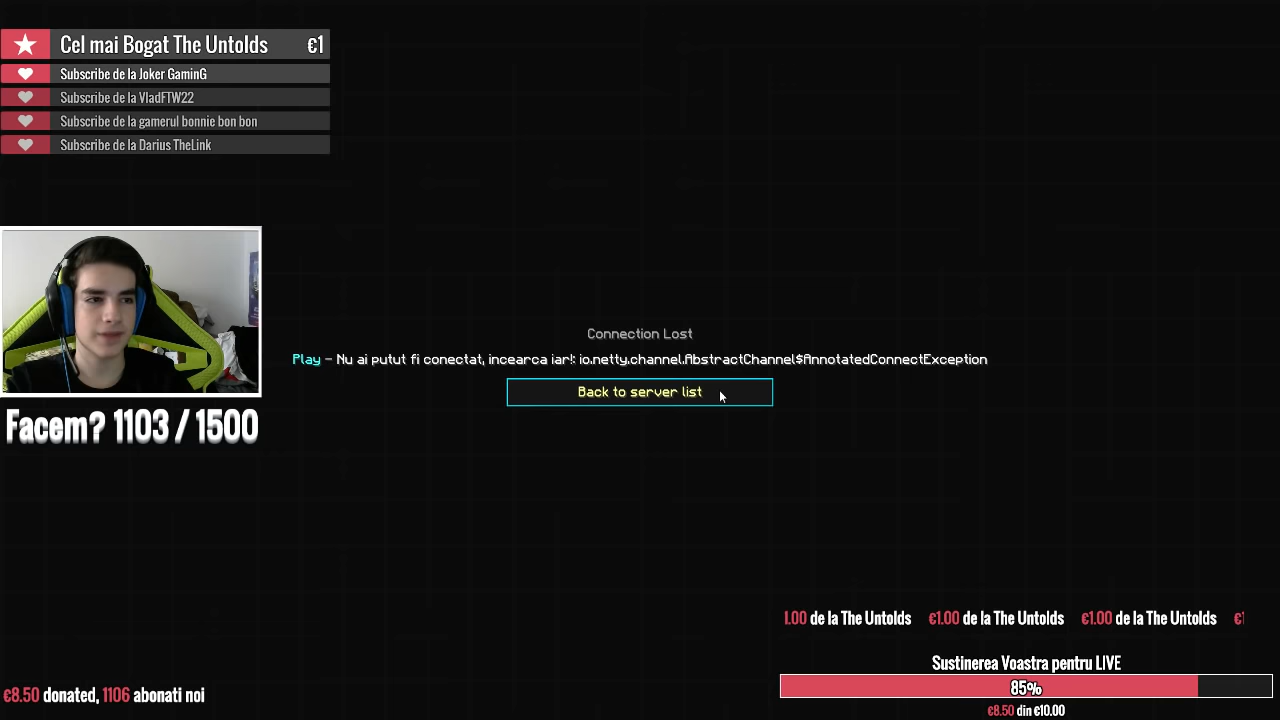 Cel mai Bogat The Untolds €1
Subscribe de la Joker GaminG
Subscribe de la VladFTW22
Subscribe de la gamerul bonnie bon bon
Subscribe de la Darius TheLink
Connection Lost
Play - Nu ai putut fi conectat, incearca iar!: io.netty.channel.AbstractChannel$AnnotatedConnectException
Back to server list
Facem? 1103 / 1500
1.00 de la The Untolds €1.00 de la The Untolds €1.00 de la The Untolds €1
Sustinerea Voastra pentru LIVE
85%
€8.50 din €10.00
€8.50 donated, 1106 abonati noi